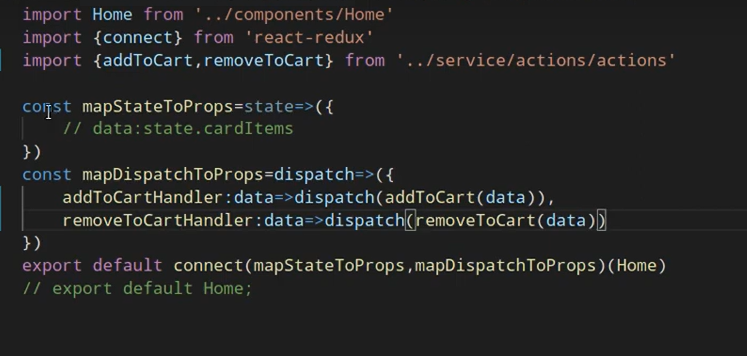 import Home from '../components/Home'
import {connect} from 'react-redux'
import {addToCart,removeToCart} from '../service/actions/actions'
const mapStateToProps=state=>({
// data:state.cardItems
})
const mapDispatchToProps=dispatch=>({
addToCartHandler:data=>dispatch(addToCart(data)),
removeToCartHandler:data=>dispatch(removeToCart(data))
})
export default connect(mapStateToProps,mapDispatchToProps)(Home)
// export default Home;